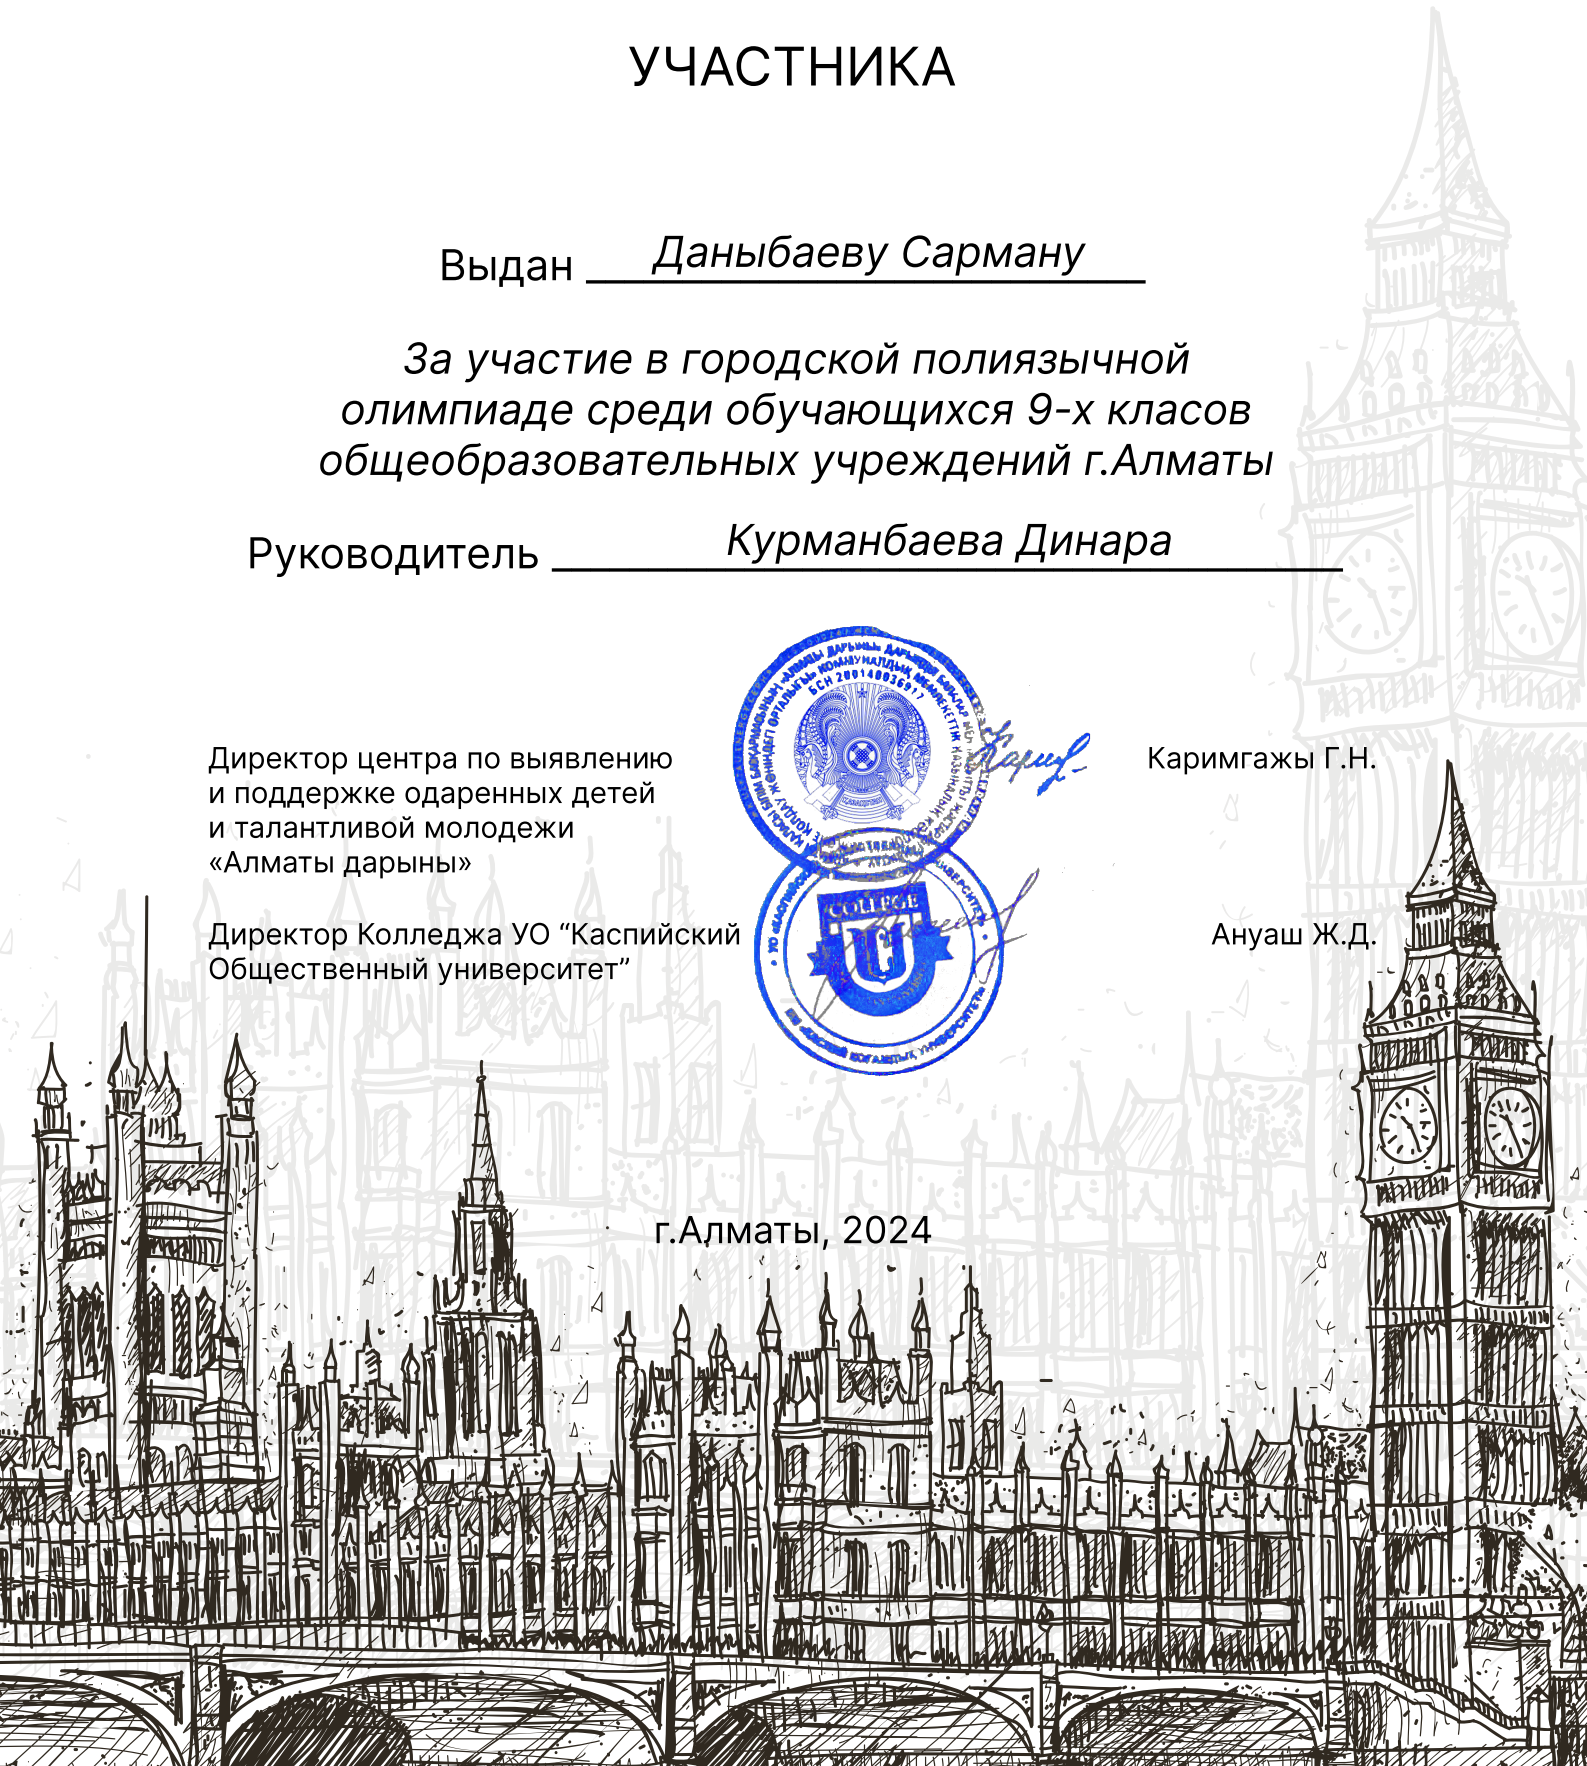 УЧАСТНИКА
Выдан Даныбаеву Сарману
За участие в городской полиязычной
олимпиаде среди обучающихся 9-х класов
общеобразовательных учреждений г.Алматы
Руководитель Курманбаева Динара
БСН 200140036917
Директор центра по выявлению
и поддержке одаренных детей
и талантливой молодежи
«Алматы дарыны»
Каримгажы Г.Н.
COLLEGE
Директор Колледжа УО “Каспийский
Общественный университет”
Ануаш Ж.Д.
г.Алматы, 2024